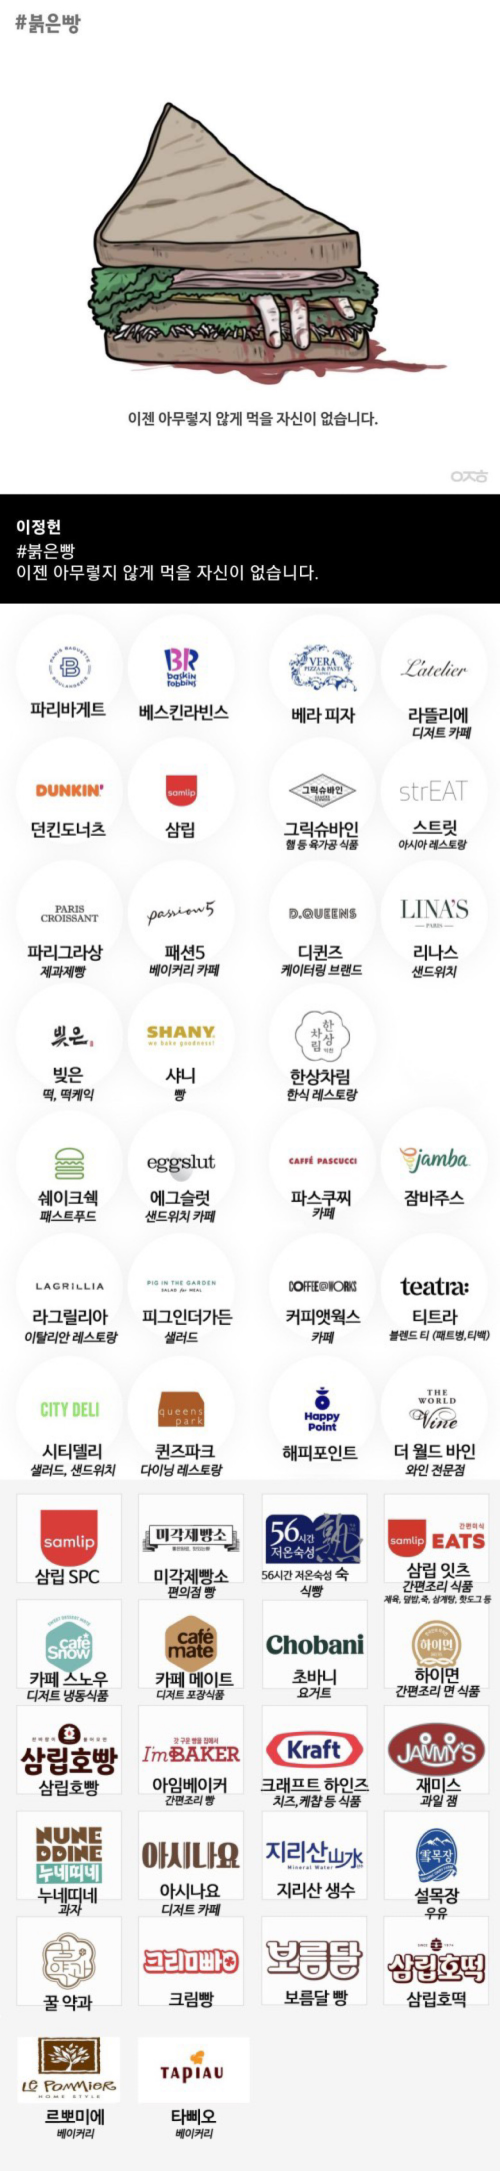 #붉은빵
이젠 아무렇지 않게 먹을 자신이 없습니다.
이정헌
#붉은빵
이젠 아무렇지 않게 먹을 자신이 없습니다.
PARIS BAGUETTE
BOULANGERIE
파리바게트
BR
baskin robbins
베스킨라빈스
VERA
PIZZA & PASTA
베라 피자
L'atelier
라뜰리에
디저트 카페
DUNKIN'
던킨도너츠
samlip
삼립
그릭슈바인
그릭슈바인
햄 등 육가공 식품
strEAT
스트릿
아시아 레스토랑
PARIS
CROISSANT
파리그라상
제과제빵
passion5
패션5
베이커리 카페
D.QUEENS
디퀸즈
케이터링 브랜드
LINA'S
PARIS
리나스
샌드위치
빚은
빚은
떡, 떡케익
SHANY
we bake goodness!
샤니
빵
한상차림
한상차림
한식 레스토랑
쉐이크쉑
패스트푸드
eggslut
에그슬럿
샌드위치 카페
CAFFÉ PASCUCCI
파스쿠찌
카페
jamba
잠바주스
LAGRILLIA
라그릴리아
이탈리안 레스토랑
PIG IN THE GARDEN
SALAD for MEAL
피그인더가든
샐러드
COFFEE@WORKS
커피앳웍스
카페
teatra:
티트라
블렌드 티 (패트병,티백)
CITY DELI
시티델리
샐러드, 샌드위치
queens
park
퀸즈파크
다이닝 레스토랑
Happy
Point
해피포인트
THE
WORLD
Vine
더 월드 바인
와인 전문점
samlip
삼립 SPC
미각제빵소
미각제빵소
편의점 빵
56시간
저온숙성
熟
56시간 저온숙성 숙
식빵
간편미식
samlip EATS
삼립 잇츠
간편조리 식품
제육, 덮밥,죽, 삼계탕, 핫도그 등
café
Snow
카페 스노우
디저트 냉동식품
café
mate
카페 메이트
디저트 포장식품
Chobani
초바니
요거트
하이면
하이면
간편조리 면 식품
삼립호빵
삼립호빵
갓 구운 빵을 집에서
I'm BAKER
아임베이커
간편조리 빵
Kraft
크래프트 하인즈
치즈,케찹 등 식품
JAMMY'S
재미스
과일 잼
NUNE
DDINE
누네띠네
누네띠네
과자
아시나요
아시나요
디저트 카페
지리산山水
Mineral Water
지리산 생수
雪木장
설목장
우유
꿀약과
꿀 약과
크리미빵
크림빵
보름달
보름달 빵
삼립호떡
삼립호떡
Le POMMIER
HOME STYLE
르뽀미에
베이커리
TAPIAU
타삐오
베이커리